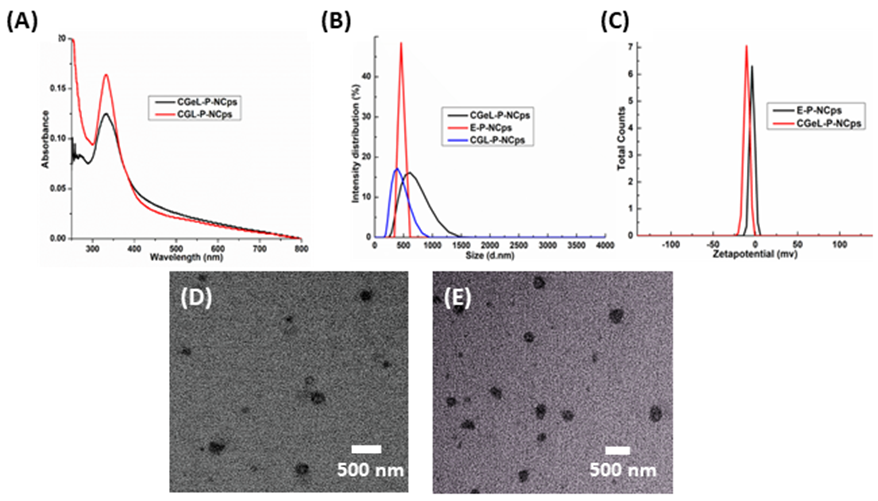 (A)
20
0.15
0.10
0.05
0.00
300
400
500
600
700
800
Absorbance
Wavelength (nm)
CGeL-P-NCps
CGL-P-NCps
(B)
40
30
20
10
0
0
500
1000
1500
2000
2500
3000
3500
4000
Intensity distribution (%)
Size (d.nm)
CGeL-P-NCps
E-P-NCps
CGL-P-NCps
(C)
7
6
5
4
3
2
1
0
-100
-50
0
50
100
Total Counts
Zetapotential (mv)
E-P-NCps
CGeL-P-NCps
(D)
500 nm
(E)
500 nm